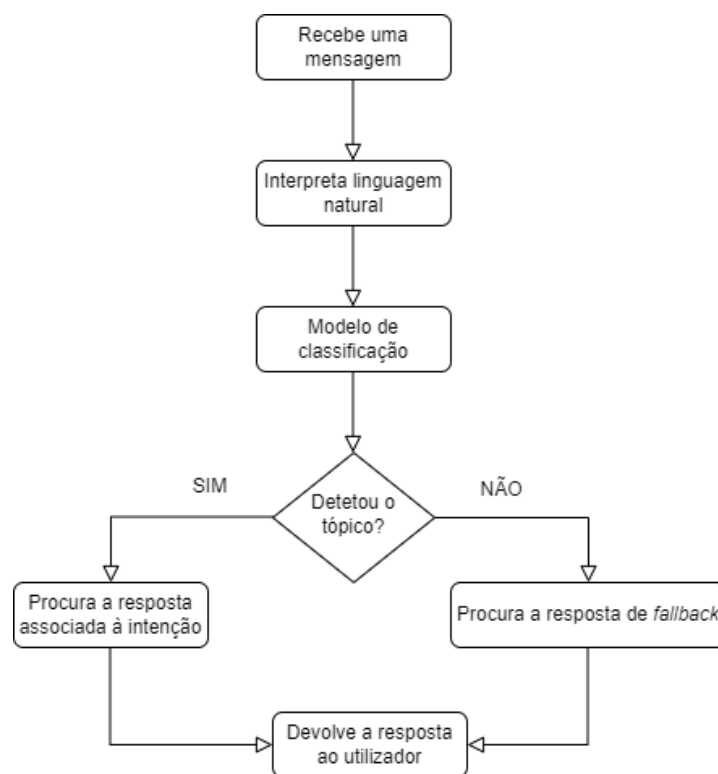 Recebe uma
mensagem
Interpreta linguagem
natural
Modelo de
classificação
SIM
Detetou o
tópico?
NÃO
Procura a resposta
associada à intenção
Procura a resposta de fallback
Devolve a resposta
ao utilizador